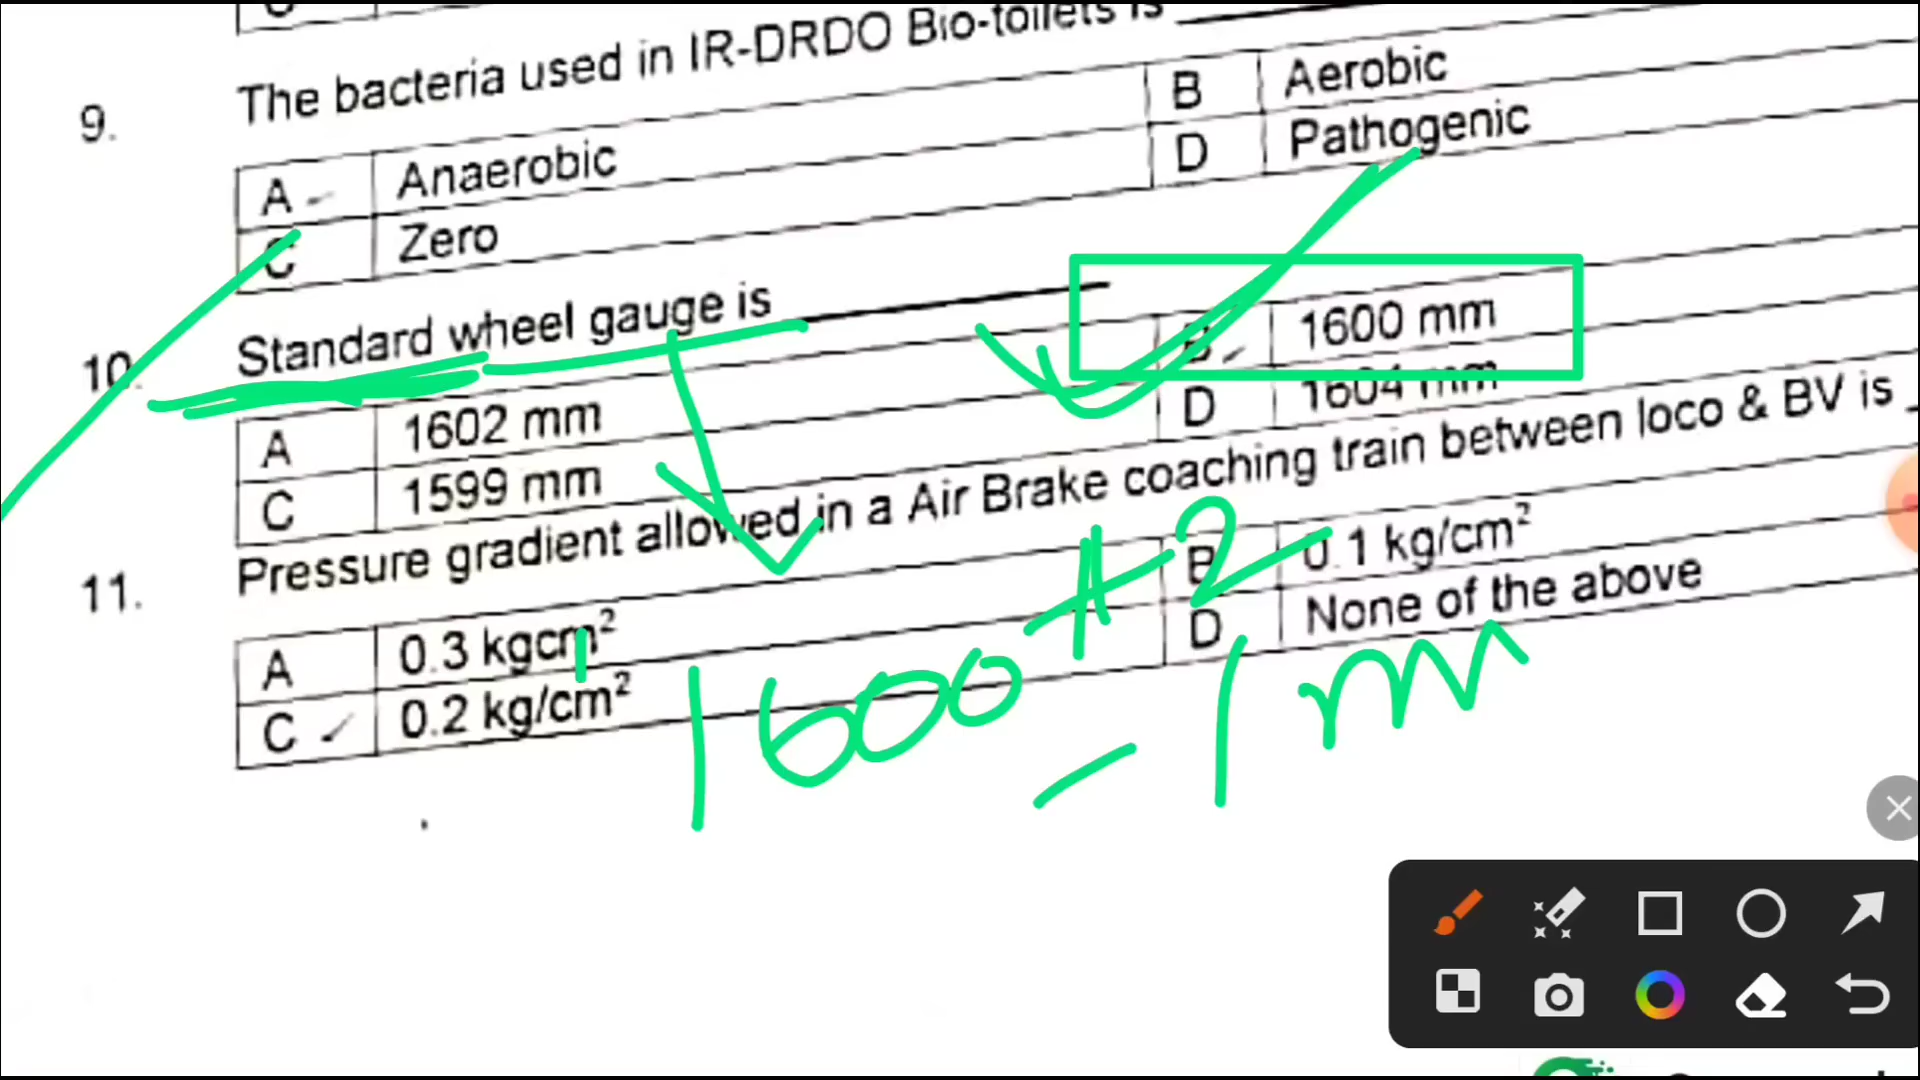 9. The bacteria used in IR-DRDO Bio-toilets is
A Anaerobic B Aerobic
C Zero D Pathogenic
10. Standard wheel gauge is
A 1602 mm B 1600 mm
C 1599 mm D 1604 mm
11. Pressure gradient allowed in a Air Brake coaching train between loco & BV is
A 0.3 kgcm² B 0.1 kg/cm²
C 0.2 kg/cm² D None of the above
1600 +2
-1 m